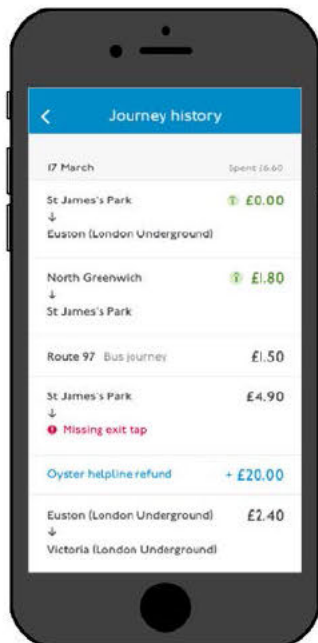 Journey history
17 March Spent £6.60
St James's Park £0.00
↓
Euston (London Underground)
North Greenwich £1.80
↓
St James's Park
Route 97 Bus journey £1.50
St James's Park £4.90
↓
Missing exit tap
Oyster helpline refund + £20.00
Euston (London Underground) £2.40
↓
Victoria (London Underground)